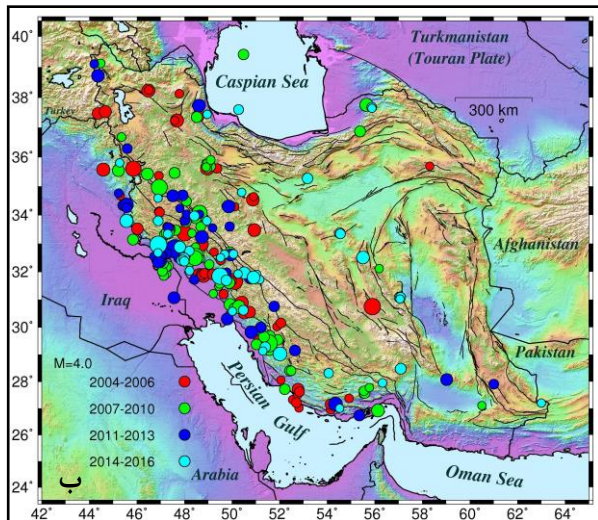 40°
38°
36°
34°
32°
30°
28°
26°
24°
Turkmanistan
(Touran Plate)
Caspian Sea
300 km
Turkey
Afghanistan
Iraq
Pakistan
Persian Gulf
M=4.0
2004-2006
2007-2010
2011-2013
2014-2016
Arabia
Oman Sea
ب
42° 44° 46° 48° 50° 52° 54° 56° 58° 60° 62° 64°